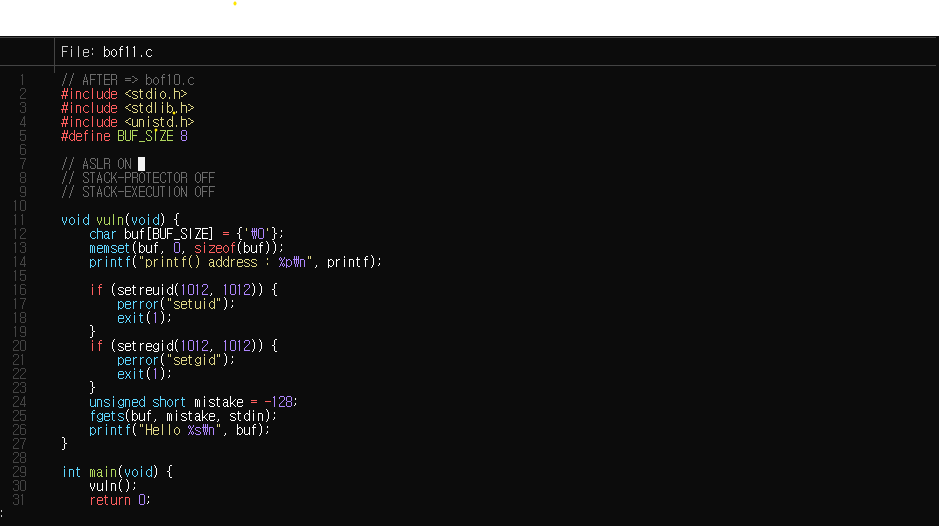 File: bof11.c
1 // AFTER => bof10.c
2 #include <stdio.h>
3 #include <stdlib.h>
4 #include <unistd.h>
5 #define BUF_SIZE 8
6
7 // ASLR ON
8 // STACK-PROTECTOR OFF
9 // STACK-EXECUTION OFF
10
11 void vuln(void) {
12 char buf[BUF_SIZE] = {'₩0'};
13 memset(buf, 0, sizeof(buf));
14 printf("printf() address : %p₩n", printf);
15
16 if (setreuid(1012, 1012)) {
17 perror("setuid");
18 exit(1);
19 }
20 if (setregid(1012, 1012)) {
21 perror("setgid");
22 exit(1);
23 }
24 unsigned short mistake = -128;
25 fgets(buf, mistake, stdin);
26 printf("Hello %s₩n", buf);
27 }
28
29 int main(void) {
30 vuln();
31 return 0;
: